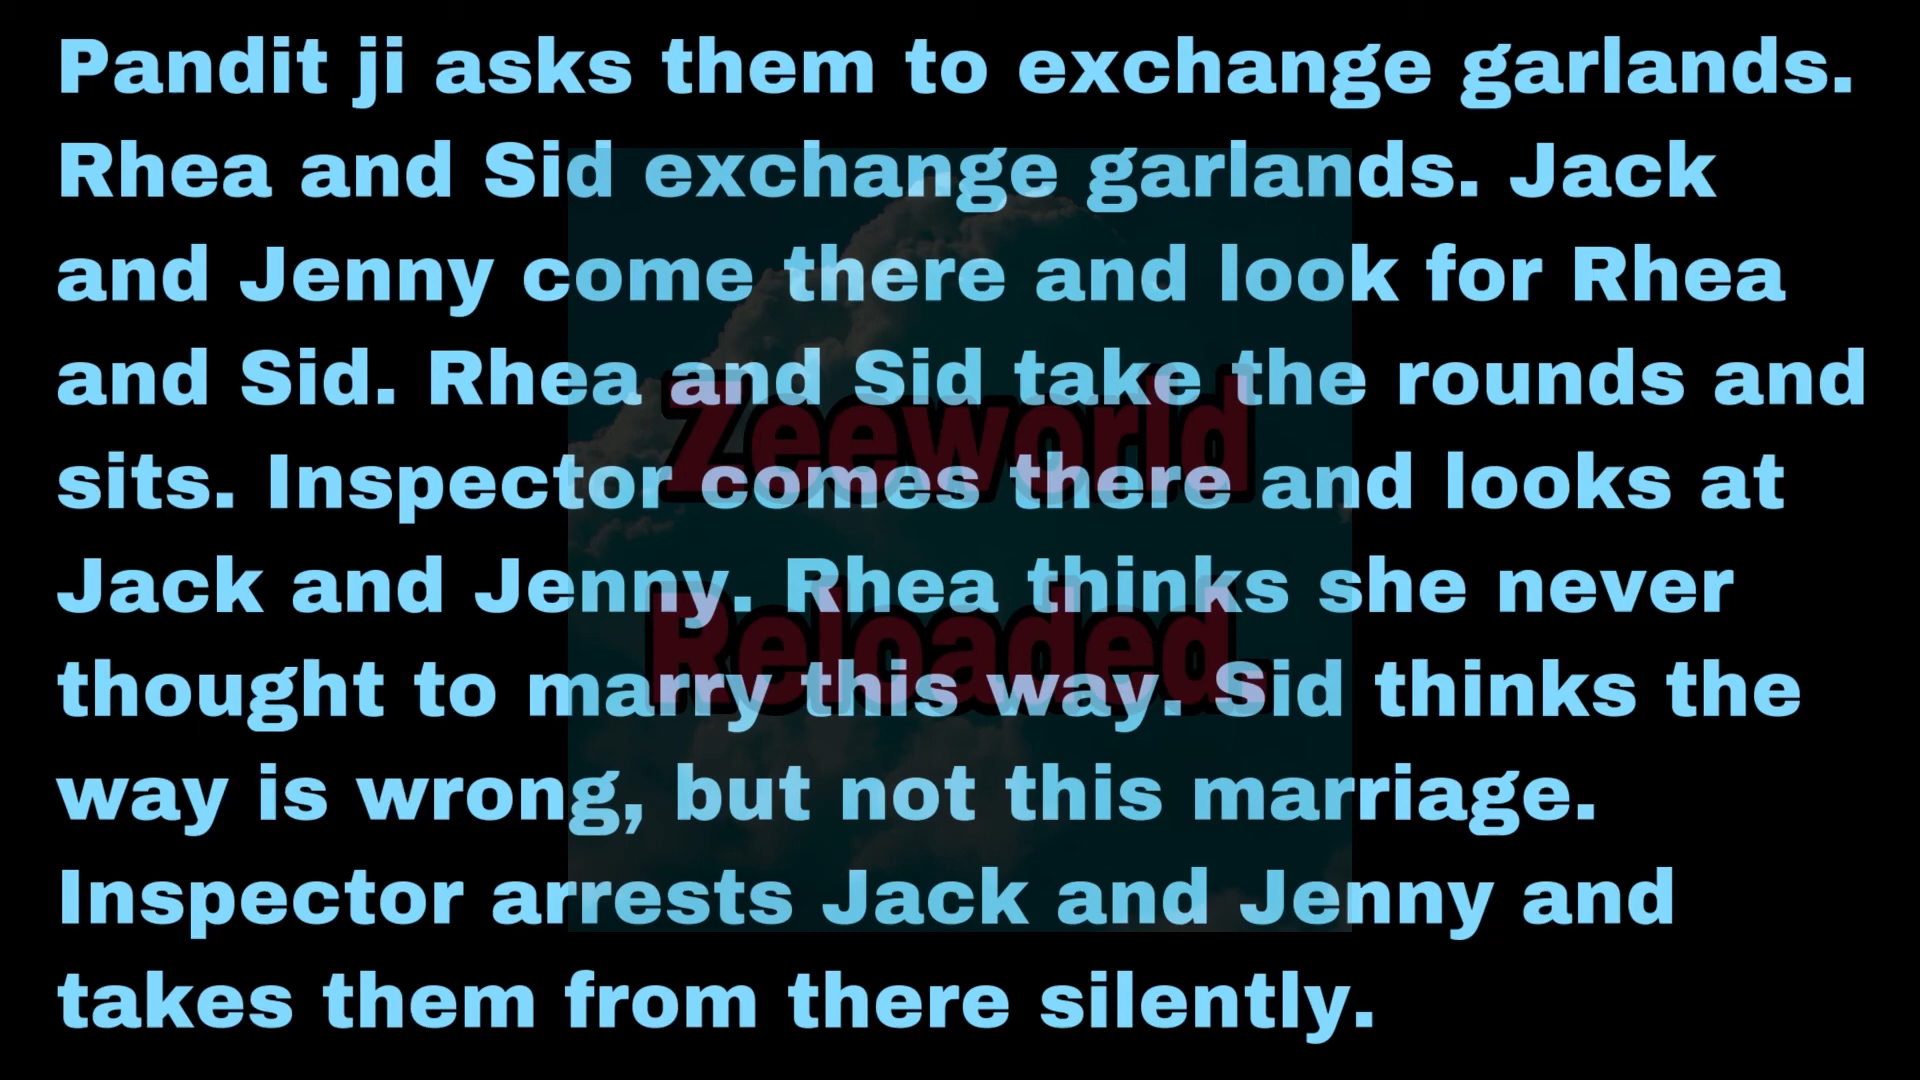 Pandit ji asks them to exchange garlands.
Rhea and Sid exchange garlands. Jack
and Jenny come there and look for Rhea
and Sid. Rhea and Sid take the rounds and
sits. Inspector comes there and looks at
Jack and Jenny. Rhea thinks she never
thought to marry this way. Sid thinks the
way is wrong, but not this marriage.
Inspector arrests Jack and Jenny and
takes them from there silently.
Zeeworld
Reloaded.